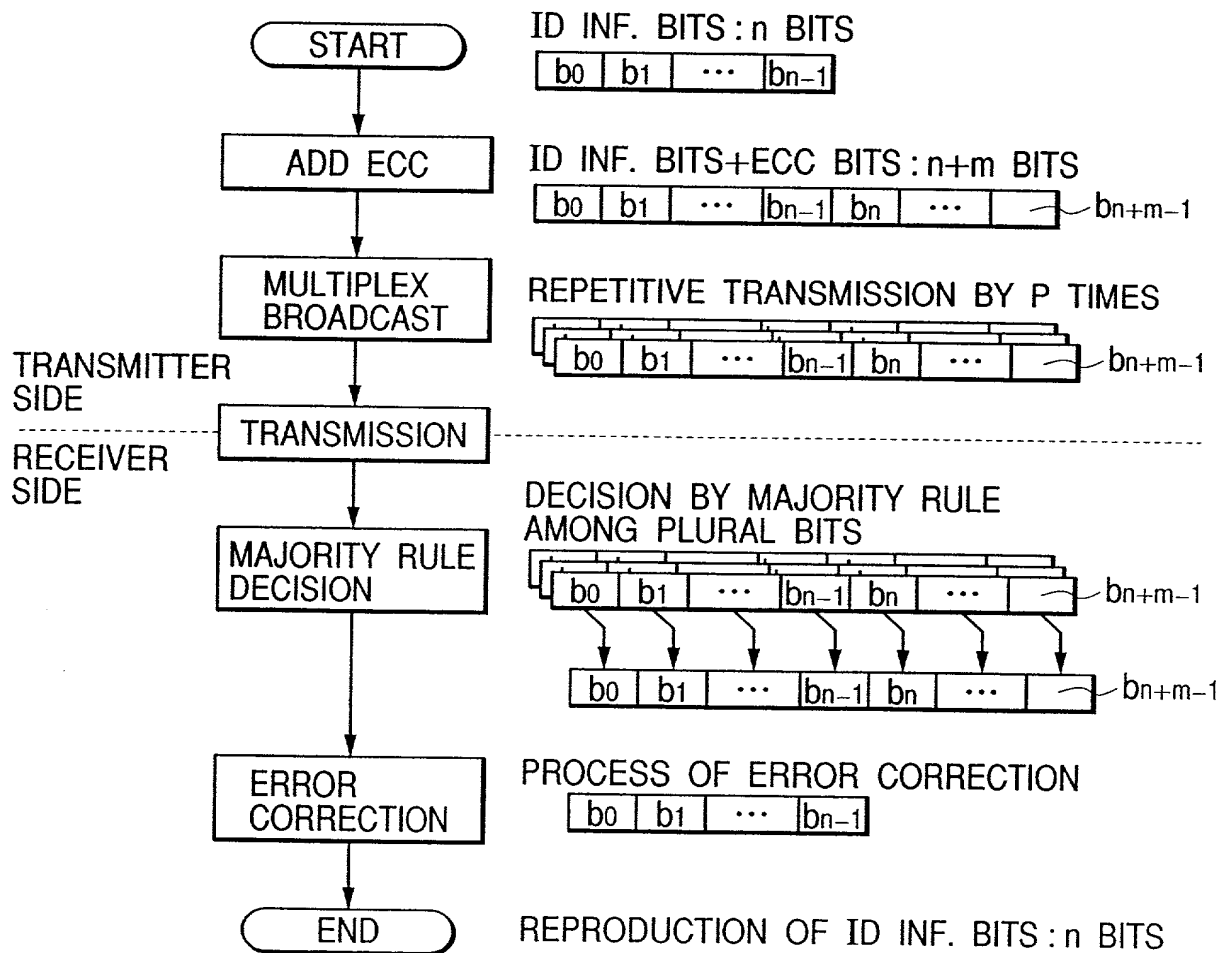 START
ID INF. BITS : n BITS
b0 b1 ··· bn-1
ADD ECC
ID INF. BITS+ECC BITS : n+m BITS
b0 b1 ··· bn-1 bn ··· bn+m-1
MULTIPLEX
BROADCAST
REPETITIVE TRANSMISSION BY P TIMES
b0 b1 ··· bn-1 bn ··· bn+m-1
TRANSMITTER
SIDE
TRANSMISSION
RECEIVER
SIDE
MAJORITY RULE
DECISION
DECISION BY MAJORITY RULE
AMONG PLURAL BITS
b0 b1 ··· bn-1 bn ··· bn+m-1
b0 b1 ··· bn-1 bn ··· bn+m-1
ERROR
CORRECTION
PROCESS OF ERROR CORRECTION
b0 b1 ··· bn-1
END
REPRODUCTION OF ID INF. BITS : n BITS